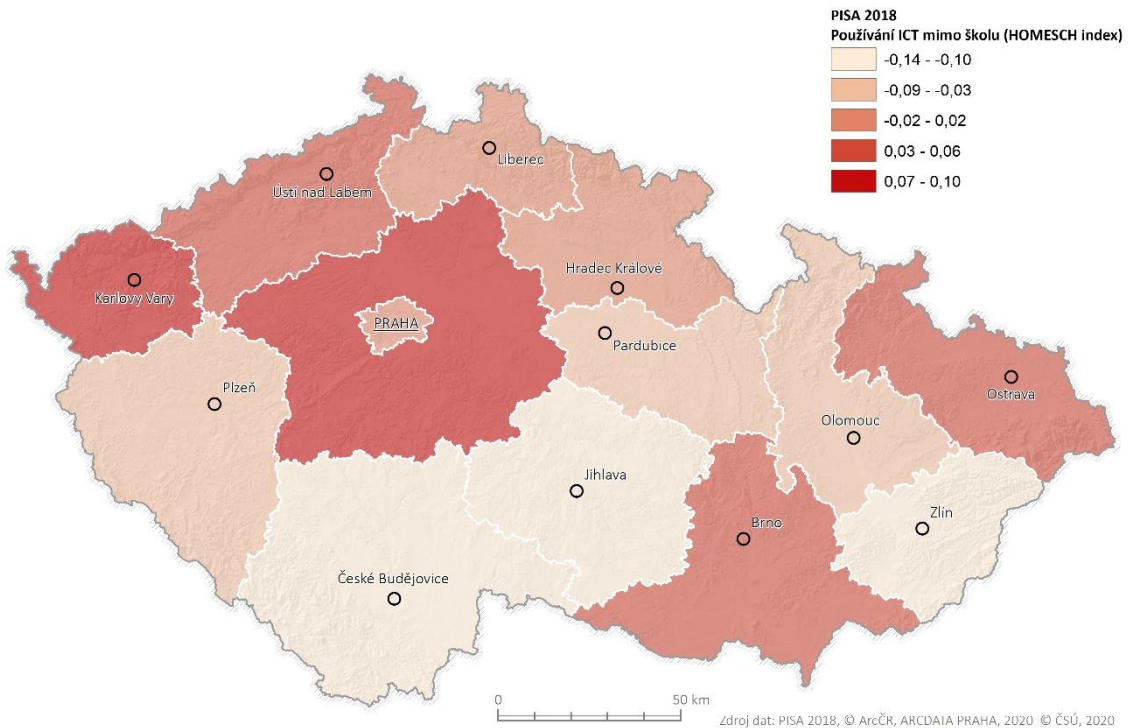 PISA 2018
Používání ICT mimo školu (HOMESCH index)
-0,14 - -0,10
-0,09 - -0,03
-0,02 - 0,02
0,03 - 0,06
0,07 - 0,10
Liberec
Ústí nad Labem
Hradec Králové
Karlovy Vary
PRAHA
Pardubice
Plzeň
Ostrava
Olomouc
Jihlava
Zlín
Brno
České Budějovice
0 50 km
Zdroj dat: PISA 2018, © ArcČR, ARCDATA PRAHA, 2020 © ČSÚ, 2020